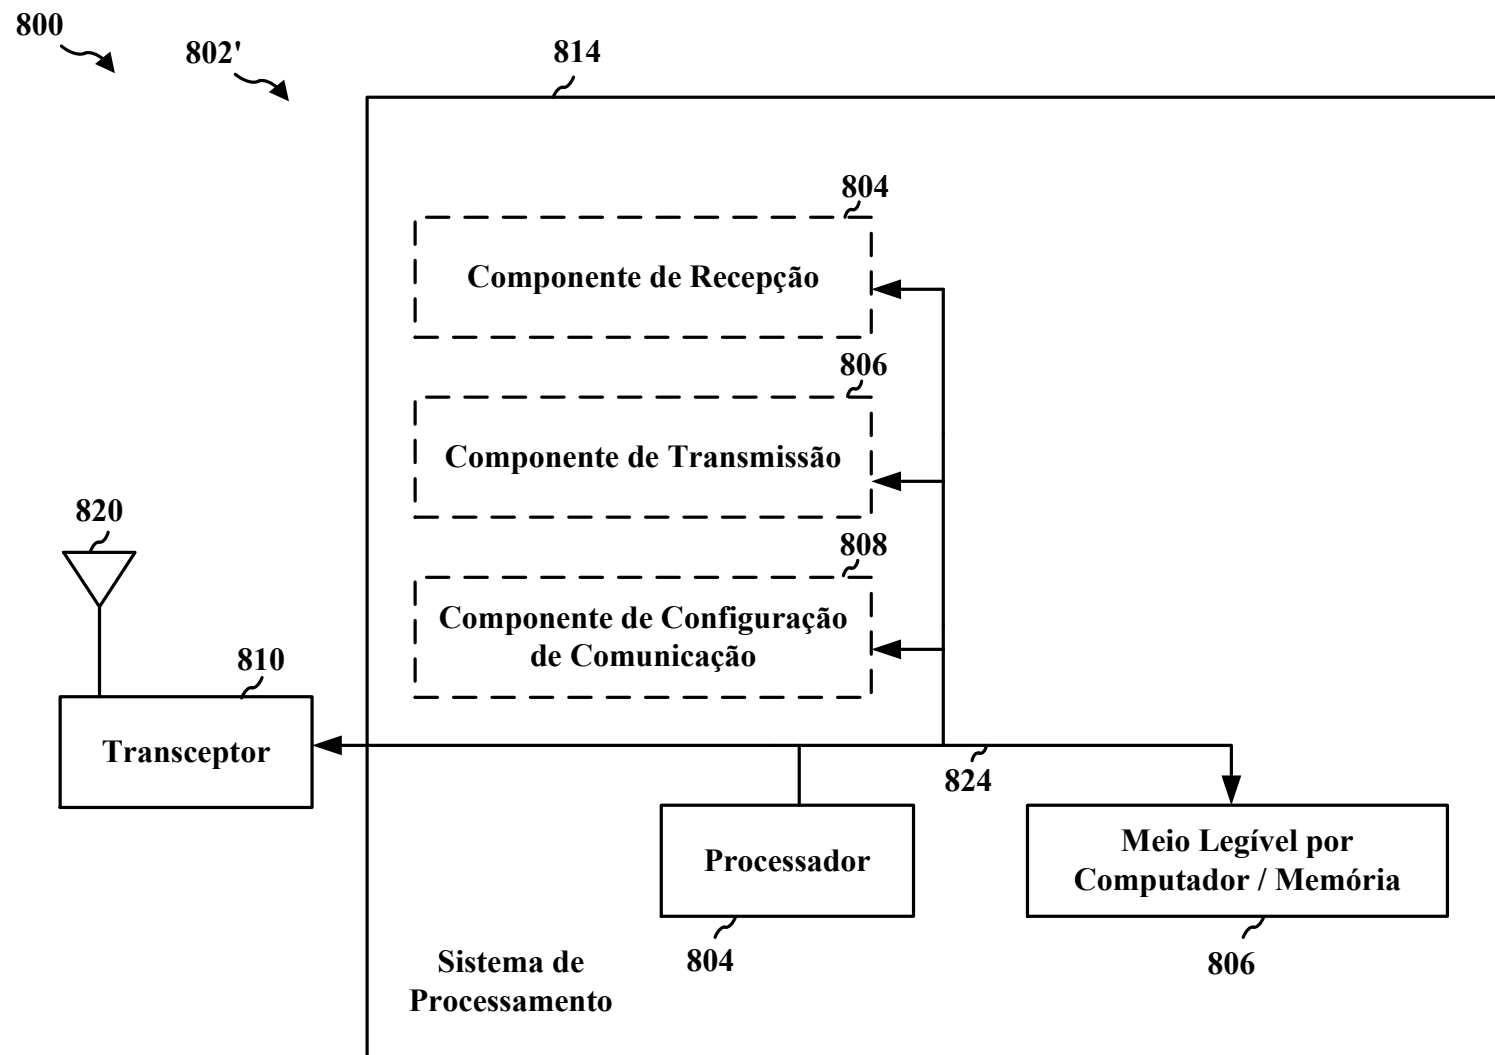 800
802'
814
804
Componente de Recepção
806
Componente de Transmissão
820
808
Componente de Configuração
de Comunicação
810
Transceptor
824
Processador
Meio Legível por
Computador / Memória
804
806
Sistema de
Processamento